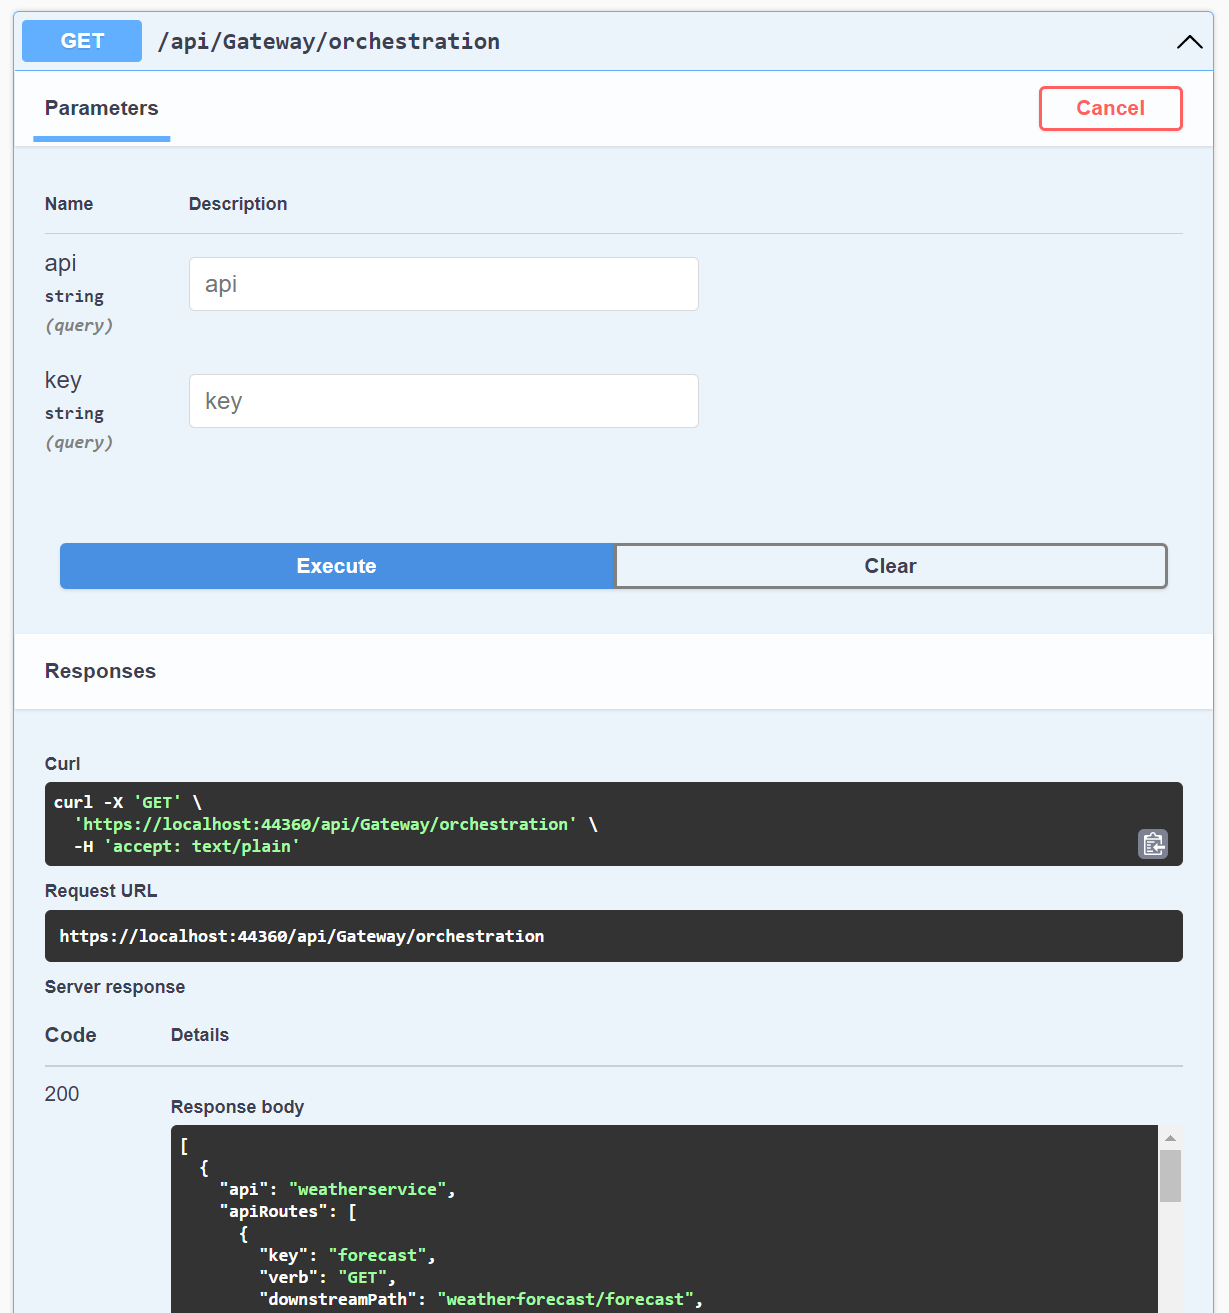 GET /api/Gateway/orchestration
Parameters Cancel
Name Description
api
string
(query)
api
key
string
(query)
key
Execute Clear
Responses
Curl
curl -X 'GET' \
  'https://localhost:44360/api/Gateway/orchestration' \
  -H 'accept: text/plain'
Request URL
https://localhost:44360/api/Gateway/orchestration
Server response
Code Details
200
Response body
[
  {
    "api": "weatherservice",
    "apiRoutes": [
      {
        "key": "forecast",
        "verb": "GET",
        "downstreamPath": "weatherforecast/forecast",